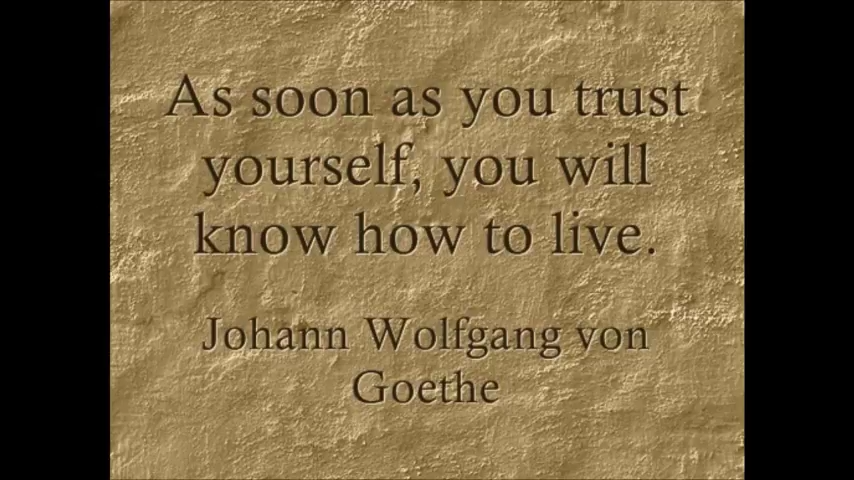 As soon as you trust
yourself, you will
know how to live.
Johann Wolfgang von
Goethe